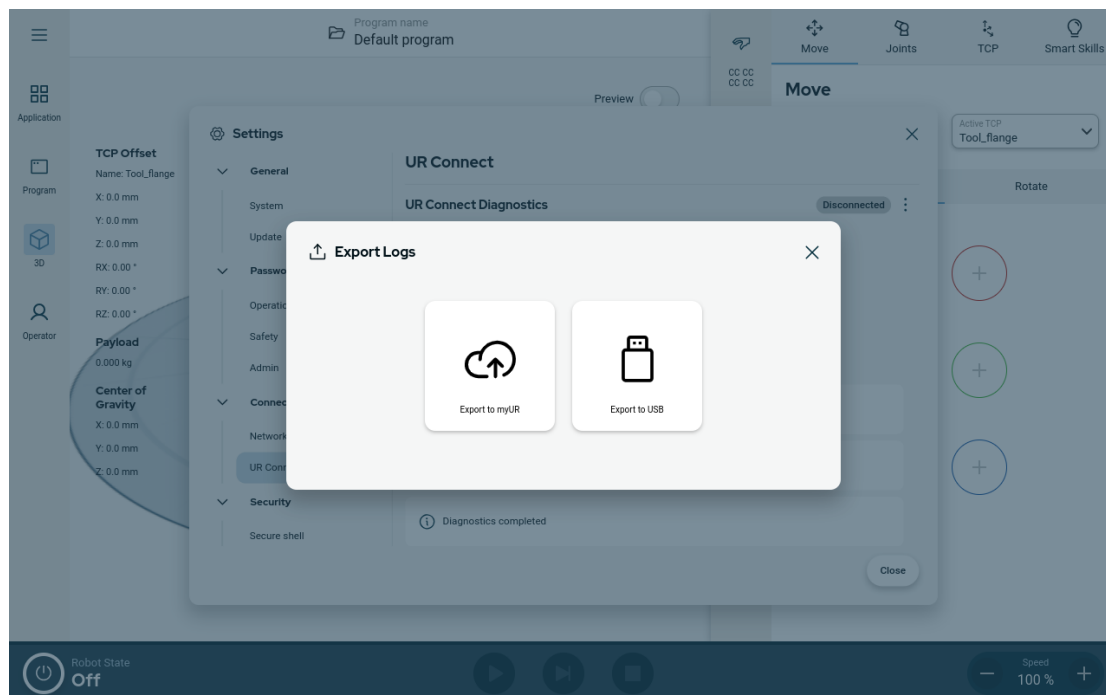 Program name
Default program
Move
Joints
TCP
Smart Skills
CC CC
CC CC
Application
Program
3D
Operator
TCP Offset
Name: Tool_flange
X: 0.0 mm
Y: 0.0 mm
Z: 0.0 mm
RX: 0.00 °
RY: 0.00 °
RZ: 0.00 °
Payload
0.000 kg
Center of
Gravity
X: 0.0 mm
Y: 0.0 mm
Z: 0.0 mm
Preview
Settings
General
System
Update
Passwo
Operatio
Safety
Admin
Connec
Network
UR Conn
Security
Secure shell
UR Connect
UR Connect Diagnostics
Disconnected
Export Logs
Export to myUR
Export to USB
Diagnostics completed
Close
Move
Active TCP
Tool_flange
Rotate
Robot State
Off
Speed
100 %